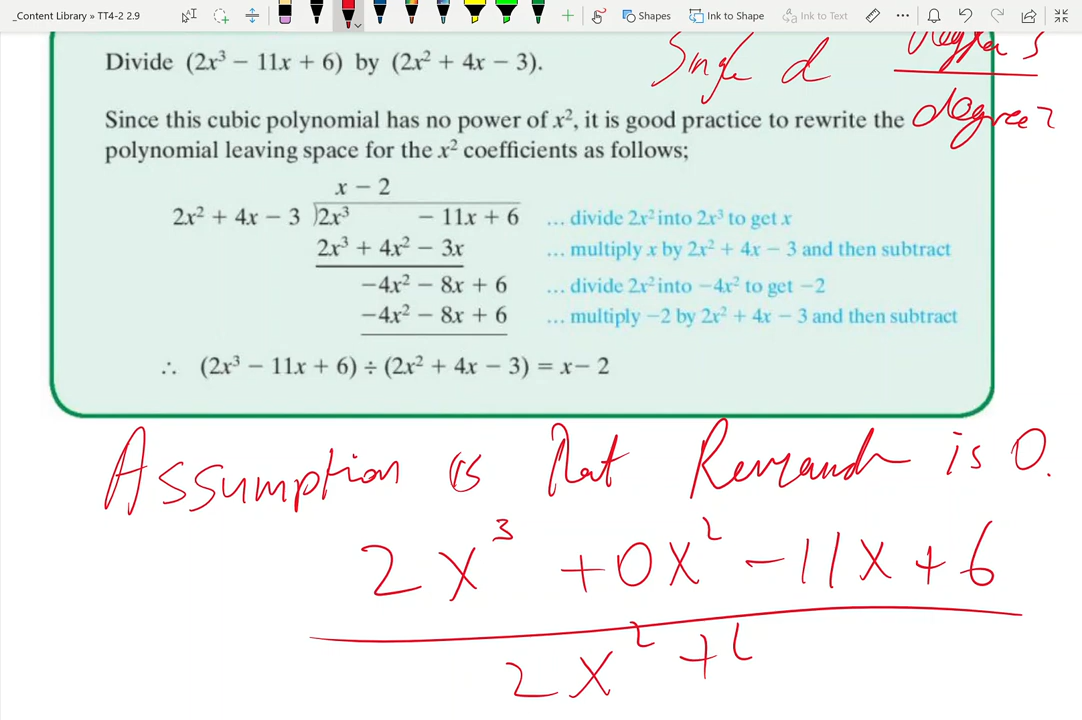 _Content Library » TT4-2 2.9
Shapes
Ink to Shape
Ink to Text
Divide (2x³ − 11x + 6) by (2x² + 4x − 3).
Single d
degree 3
degree 2
Since this cubic polynomial has no power of x², it is good practice to rewrite the
polynomial leaving space for the x² coefficients as follows;
x − 2
2x² + 4x − 3 )2x³ − 11x + 6 ... divide 2x² into 2x³ to get x
2x³ + 4x² − 3x ... multiply x by 2x² + 4x − 3 and then subtract
−4x² − 8x + 6 ... divide 2x² into −4x² to get −2
−4x² − 8x + 6 ... multiply −2 by 2x² + 4x − 3 and then subtract
∴ (2x³ − 11x + 6) ÷ (2x² + 4x − 3) = x− 2
Assumption is that is 0.
2x³ +0x² −11x + 6
2x² +